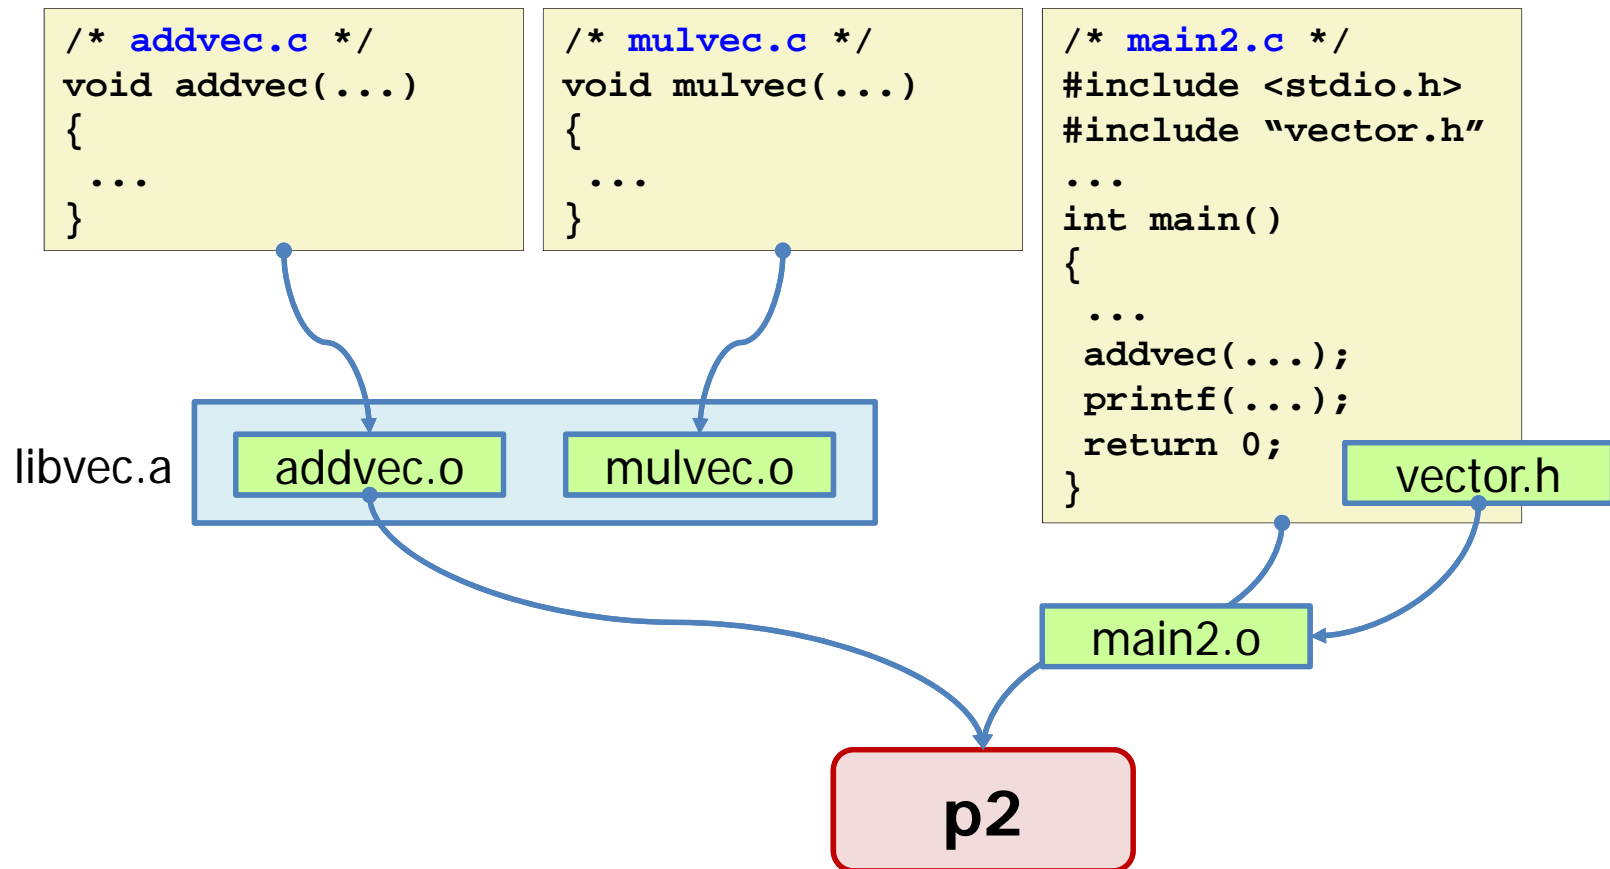 /* addvec.c */
void addvec(...)
{
...
}
/* mulvec.c */
void mulvec(...)
{
...
}
/* main2.c */
#include <stdio.h>
#include “vector.h”
...
int main()
{
...
addvec(...);
printf(...);
return 0;
}
vector.h
libvec.a
addvec.o
mulvec.o
main2.o
p2